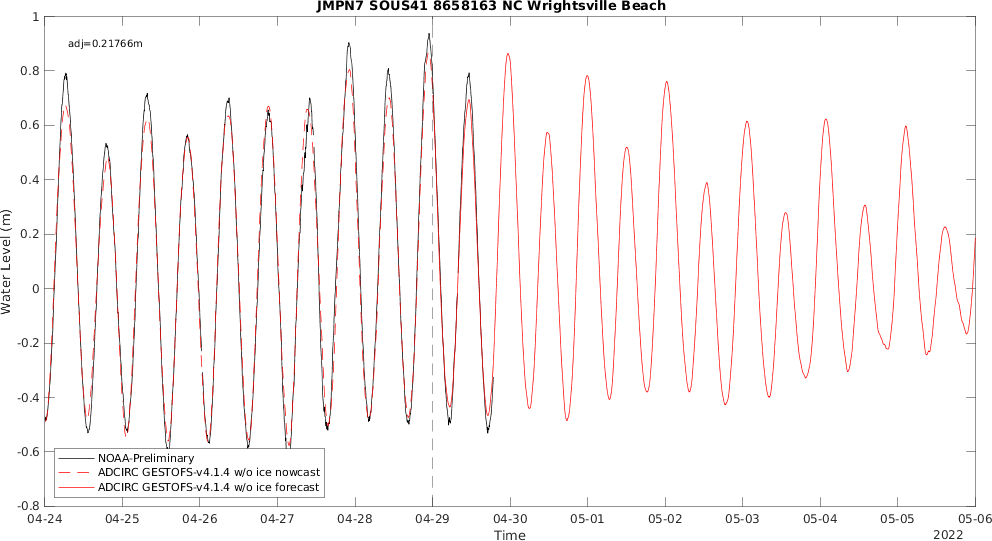 JMPN7 SOUS41 8658163 NC Wrightsville Beach
1
adj=0.21766m
0.8
0.6
0.4
0.2
0
-0.2
-0.4
-0.6
-0.8
Water Level (m)
NOAA-Preliminary
ADCIRC GESTOFS-v4.1.4 w/o ice nowcast
ADCIRC GESTOFS-v4.1.4 w/o ice forecast
04-24 04-25 04-26 04-27 04-28 04-29 04-30 05-01 05-02 05-03 05-04 05-05 05-06
Time
2022